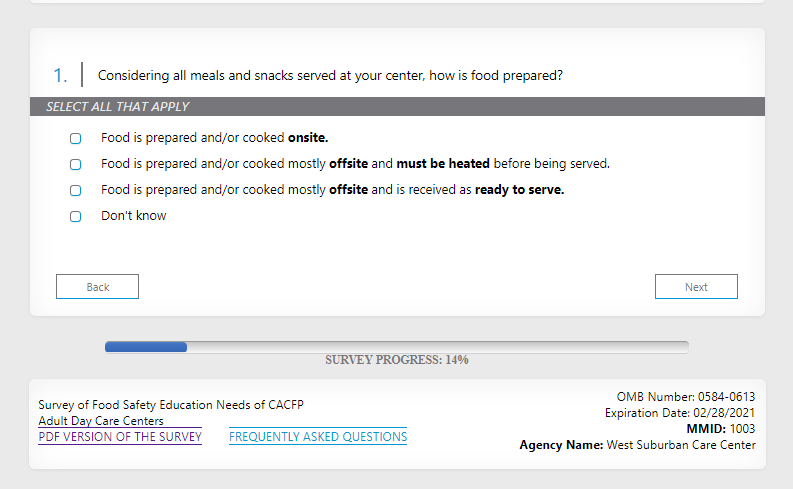 1. Considering all meals and snacks served at your center, how is food prepared?
SELECT ALL THAT APPLY
Food is prepared and/or cooked onsite.
Food is prepared and/or cooked mostly offsite and must be heated before being served.
Food is prepared and/or cooked mostly offsite and is received as ready to serve.
Don't know
Back
Next
SURVEY PROGRESS: 14%
Survey of Food Safety Education Needs of CACFP
Adult Day Care Centers
PDF VERSION OF THE SURVEY
FREQUENTLY ASKED QUESTIONS
OMB Number: 0584-0613
Expiration Date: 02/28/2021
MMID: 1003
Agency Name: West Suburban Care Center